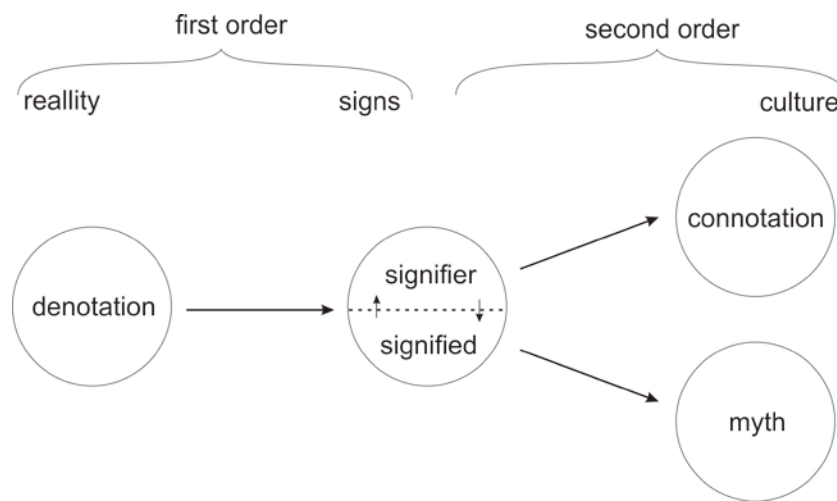 first order
second order
reallity
signs
culture
connotation
denotation
signifier
signified
myth